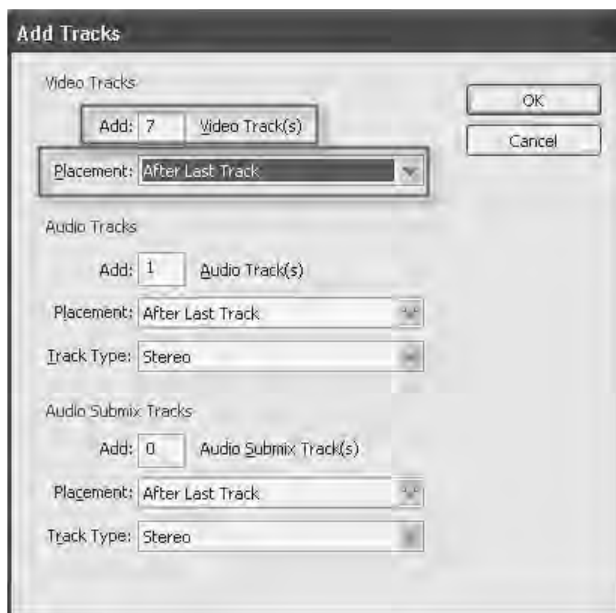 Add Tracks
Video Tracks
Add: 7 Video Track(s)
Placement: After Last Track
OK
Cancel
Audio Tracks
Add: 1 Audio Track(s)
Placement: After Last Track
Track Type: Stereo
Audio Submix Tracks
Add: 0 Audio Submix Track(s)
Placement: After Last Track
Track Type: Stereo